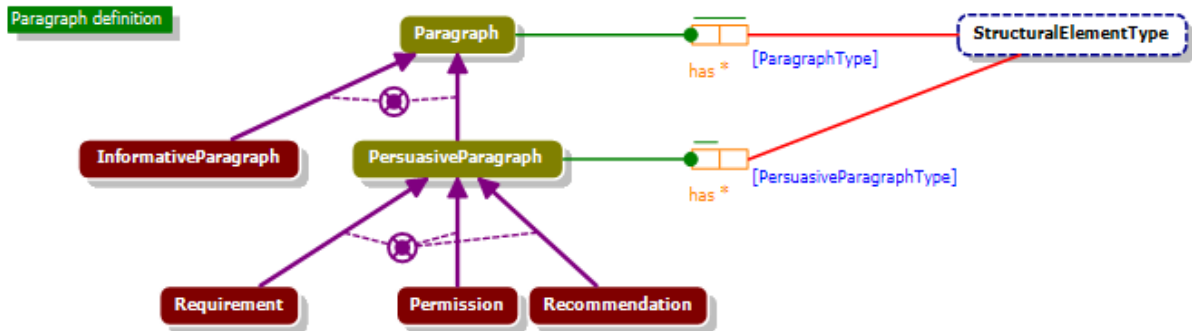 Paragraph definition
Paragraph
StructuralElementType
has *
[ParagraphType]
InformativeParagraph
PersuasiveParagraph
has *
[PersuasiveParagraphType]
Requirement
Permission
Recommendation